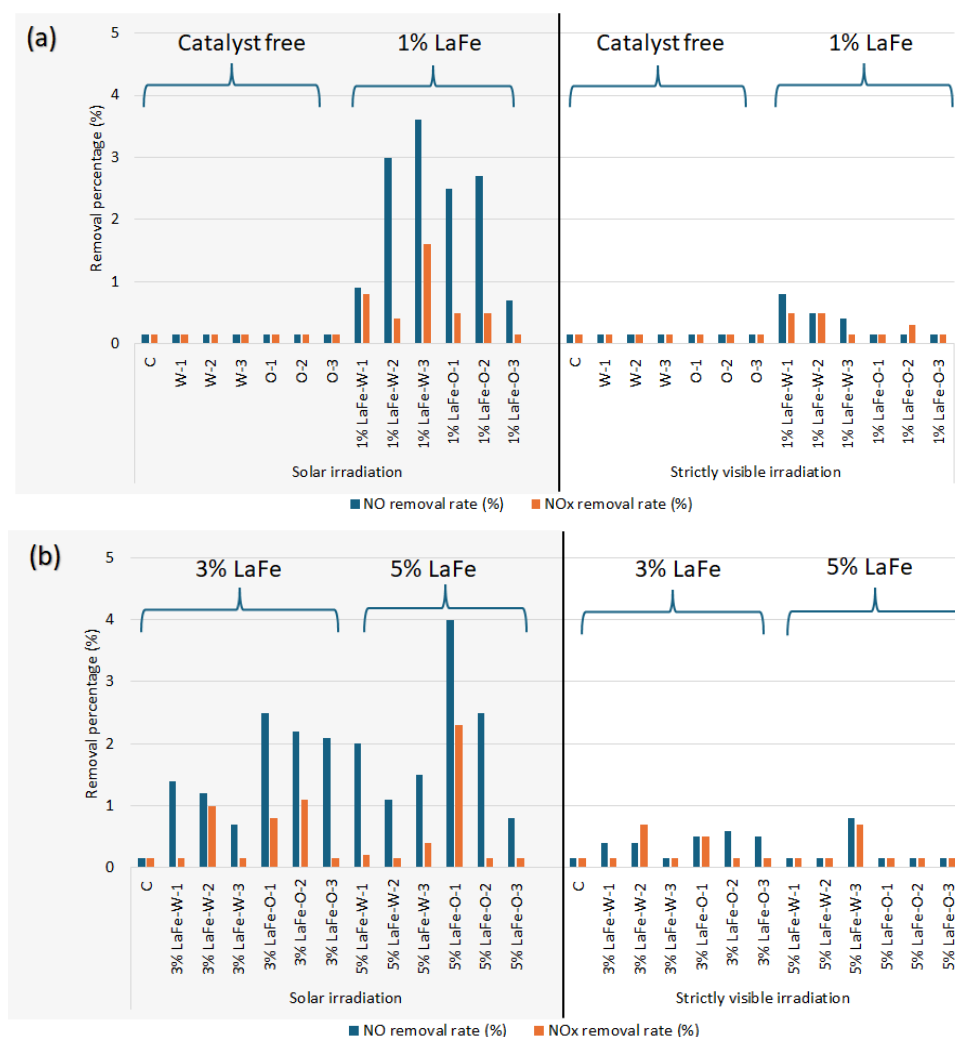 (a)
Catalyst free
1% LaFe
Catalyst free
1% LaFe
Removal percentage (%)
5
4
3
2
1
0
C
W-1
W-2
W-3
O-1
O-2
O-3
1% LaFe-W-1
1% LaFe-W-2
1% LaFe-W-3
1% LaFe-O-1
1% LaFe-O-2
1% LaFe-O-3
C
W-1
W-2
W-3
O-1
O-2
O-3
1% LaFe-W-1
1% LaFe-W-2
1% LaFe-W-3
1% LaFe-O-1
1% LaFe-O-2
1% LaFe-O-3
Solar irradiation
Strictly visible irradiation
NO removal rate (%)
NOx removal rate (%)
(b)
3% LaFe
5% LaFe
3% LaFe
5% LaFe
Removal percentage (%)
5
4
3
2
1
0
C
3% LaFe-W-1
3% LaFe-W-2
3% LaFe-W-3
3% LaFe-O-1
3% LaFe-O-2
3% LaFe-O-3
5% LaFe-W-1
5% LaFe-W-2
5% LaFe-W-3
5% LaFe-O-1
5% LaFe-O-2
5% LaFe-O-3
C
3% LaFe-W-1
3% LaFe-W-2
3% LaFe-W-3
3% LaFe-O-1
3% LaFe-O-2
3% LaFe-O-3
5% LaFe-W-1
5% LaFe-W-2
5% LaFe-W-3
5% LaFe-O-1
5% LaFe-O-2
5% LaFe-O-3
Solar irradiation
Strictly visible irradiation
NO removal rate (%)
NOx removal rate (%)